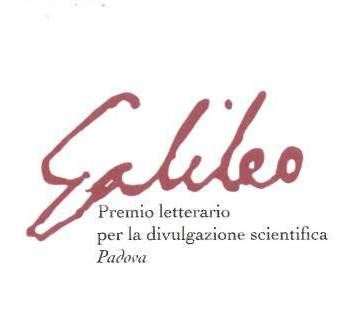 Galileo
Premio letterario
per la divulgazione scientifica
Padova